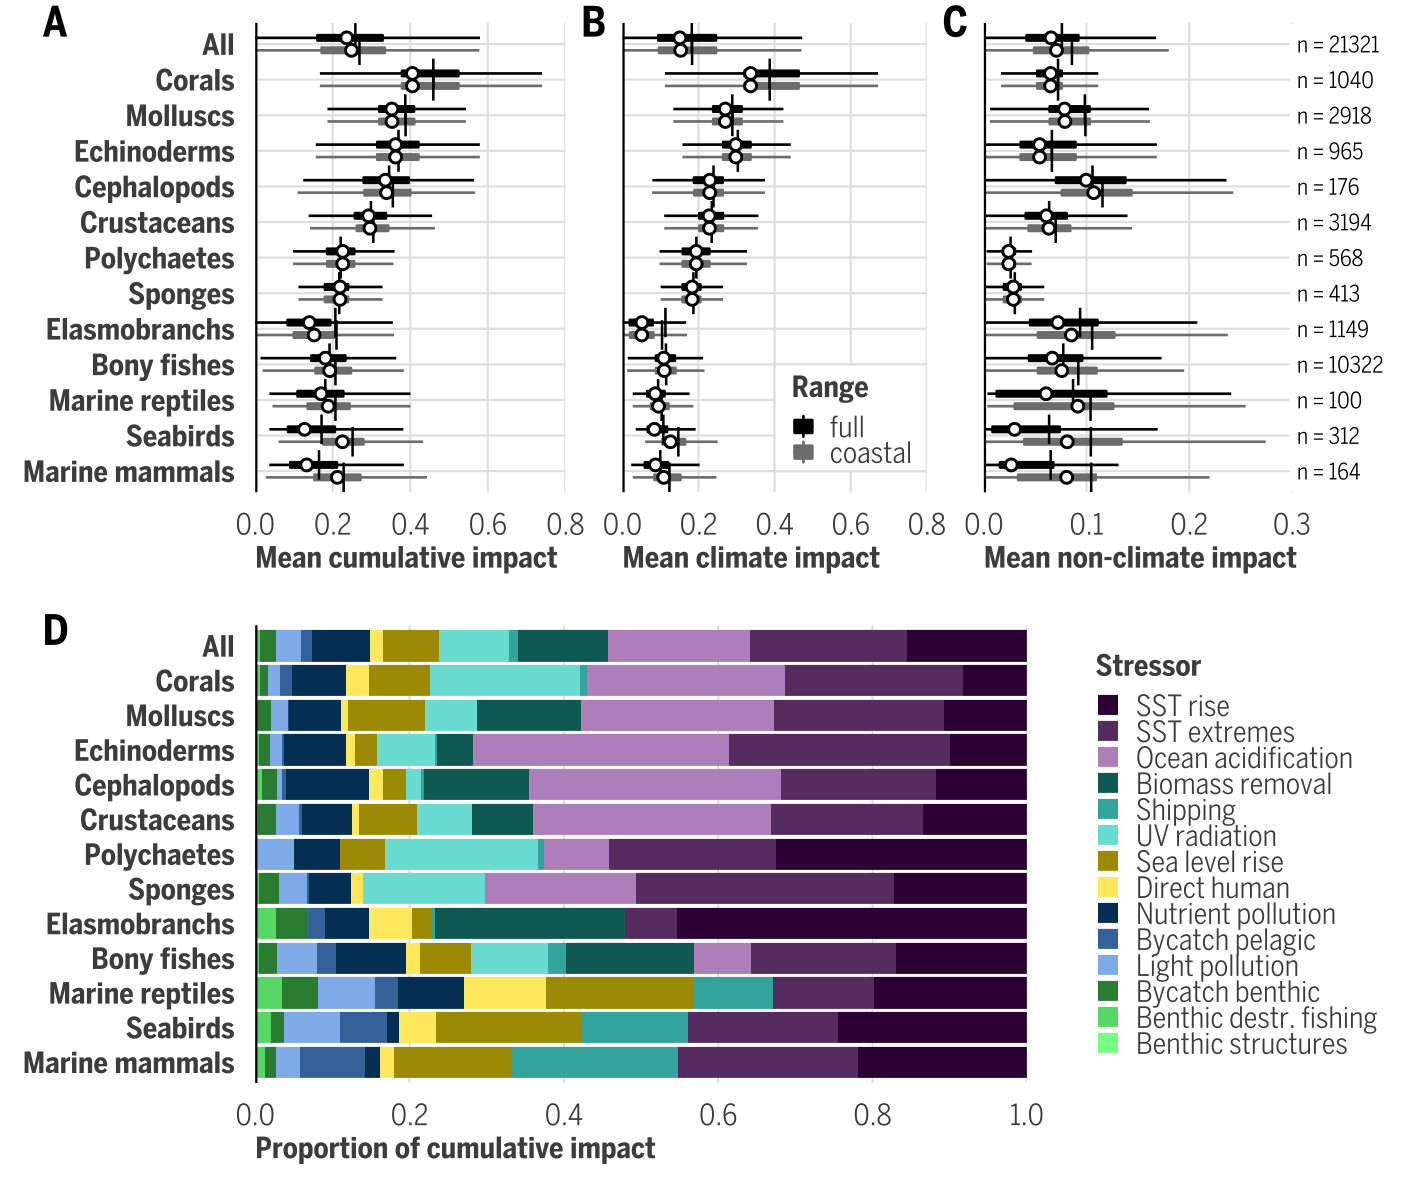 A
B
C
All
Corals
Molluscs
Echinoderms
Cephalopods
Crustaceans
Polychaetes
Sponges
Elasmobranchs
Bony fishes
Marine reptiles
Seabirds
Marine mammals
n = 21321
n = 1040
n = 2918
n = 965
n = 176
n = 3194
n = 568
n = 413
n = 1149
n = 10322
n = 100
n = 312
n = 164
Range
full
coastal
0.0 0.2 0.4 0.6 0.8
Mean cumulative impact
0.0 0.2 0.4 0.6 0.8
Mean climate impact
0.0 0.1 0.2 0.3
Mean non-climate impact
D
All
Corals
Molluscs
Echinoderms
Cephalopods
Crustaceans
Polychaetes
Sponges
Elasmobranchs
Bony fishes
Marine reptiles
Seabirds
Marine mammals
0.0 0.2 0.4 0.6 0.8 1.0
Proportion of cumulative impact
Stressor
SST rise
SST extremes
Ocean acidification
Biomass removal
Shipping
UV radiation
Sea level rise
Direct human
Nutrient pollution
Bycatch pelagic
Light pollution
Bycatch benthic
Benthic destr. fishing
Benthic structures